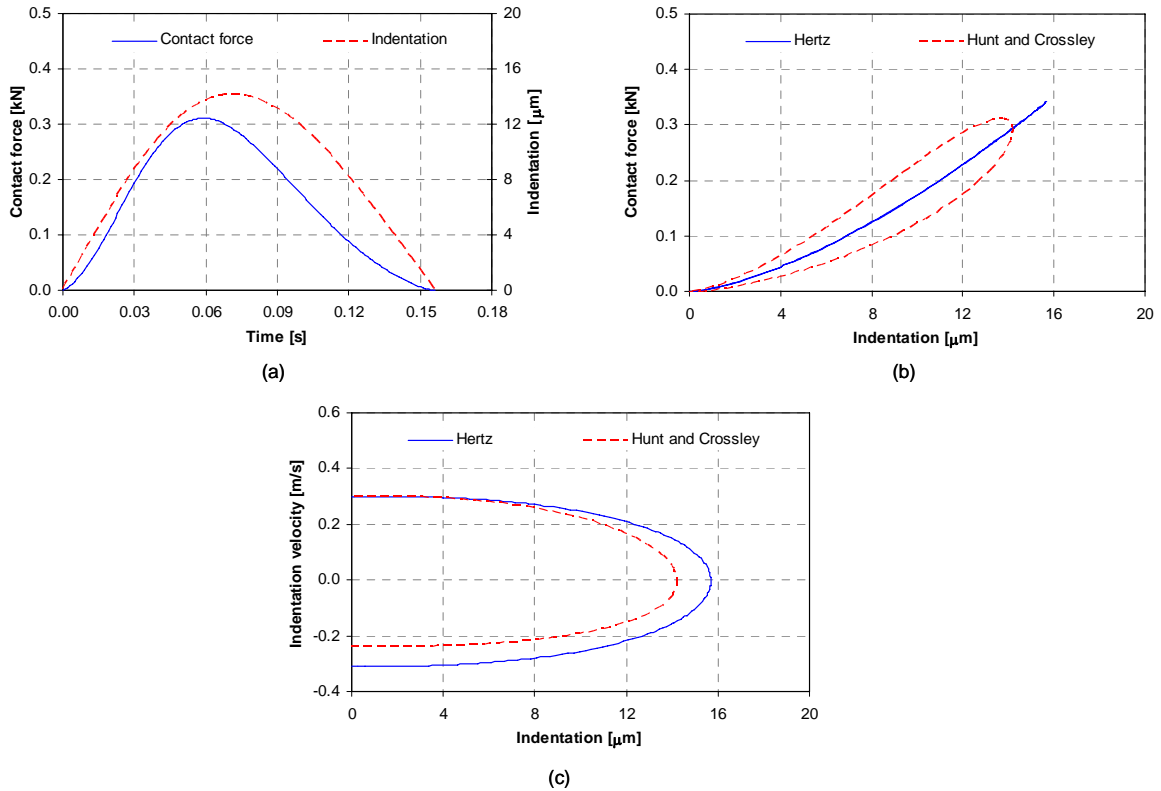 Contact force
Indentation
Contact force [kN]
0.5
0.4
0.3
0.2
0.1
0.0
20
16
12
8
4
0
Indentation [μm]
0.00 0.03 0.06 0.09 0.12 0.15 0.18
Time [s]
(a)
Hertz
Hunt and Crossley
Contact force [kN]
0.5
0.4
0.3
0.2
0.1
0.0
0 4 8 12 16 20
Indentation [μm]
(b)
Hertz
Hunt and Crossley
Indentation velocity [m/s]
0.6
0.4
0.2
0.0
-0.2
-0.4
0 4 8 12 16 20
Indentation [μm]
(c)